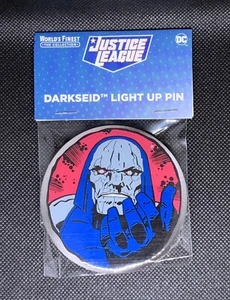 WORLD'S FINEST
THE COLLECTION
JUSTICE
LEAGUE
DC
DARKSEID™ LIGHT UP PIN